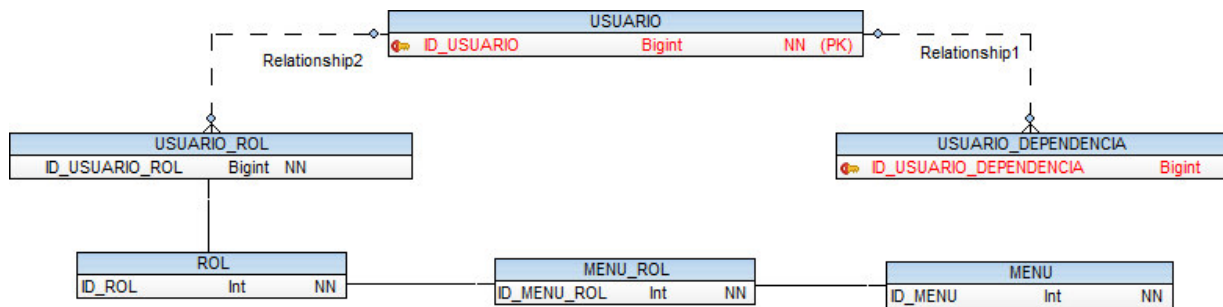 USUARIO
ID_USUARIO Bigint NN (PK)
Relationship2
Relationship1
USUARIO_ROL
ID_USUARIO_ROL Bigint NN
USUARIO_DEPENDENCIA
ID_USUARIO_DEPENDENCIA Bigint
ROL
ID_ROL Int NN
MENU_ROL
ID_MENU_ROL Int NN
MENU
ID_MENU Int NN